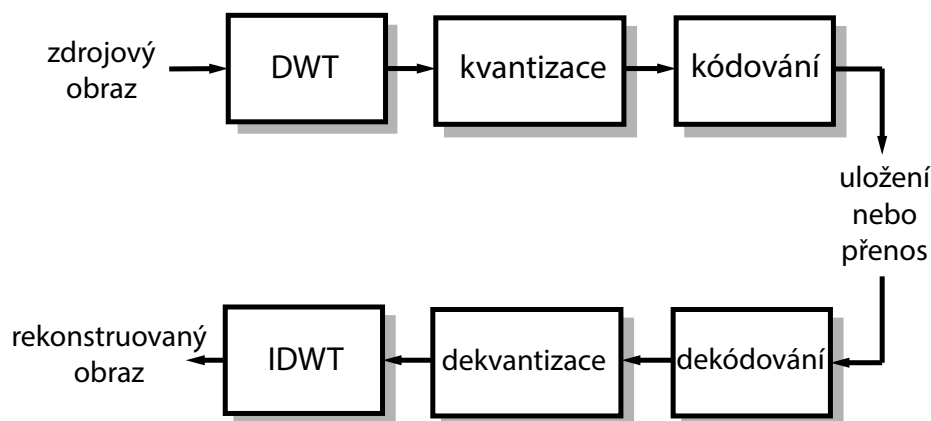 zdrojový
obraz
DWT
kvantizace
kódování
uložení
nebo
přenos
dekódování
dekvantizace
IDWT
rekonstruovaný
obraz